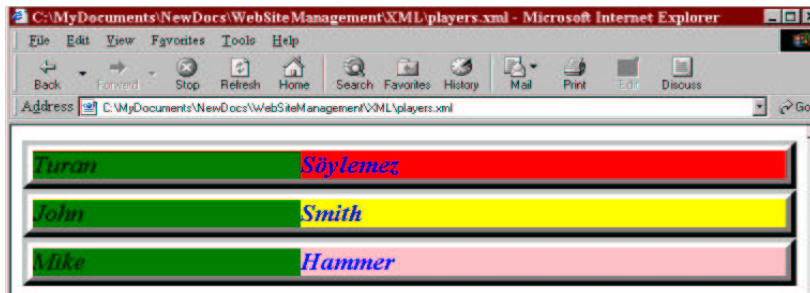 C:\MyDocuments\NewDocs\WebSiteManagement\XML\players.xml - Microsoft Internet Explorer
File Edit View Favorites Tools Help
Back Forward Stop Refresh Home Search Favorites History Mail Print Edit Discuss
Address C:\MyDocuments\NewDocs\WebSiteManagement\XML\players.xml Go
Turan Söylemez
John Smith
Mike Hammer